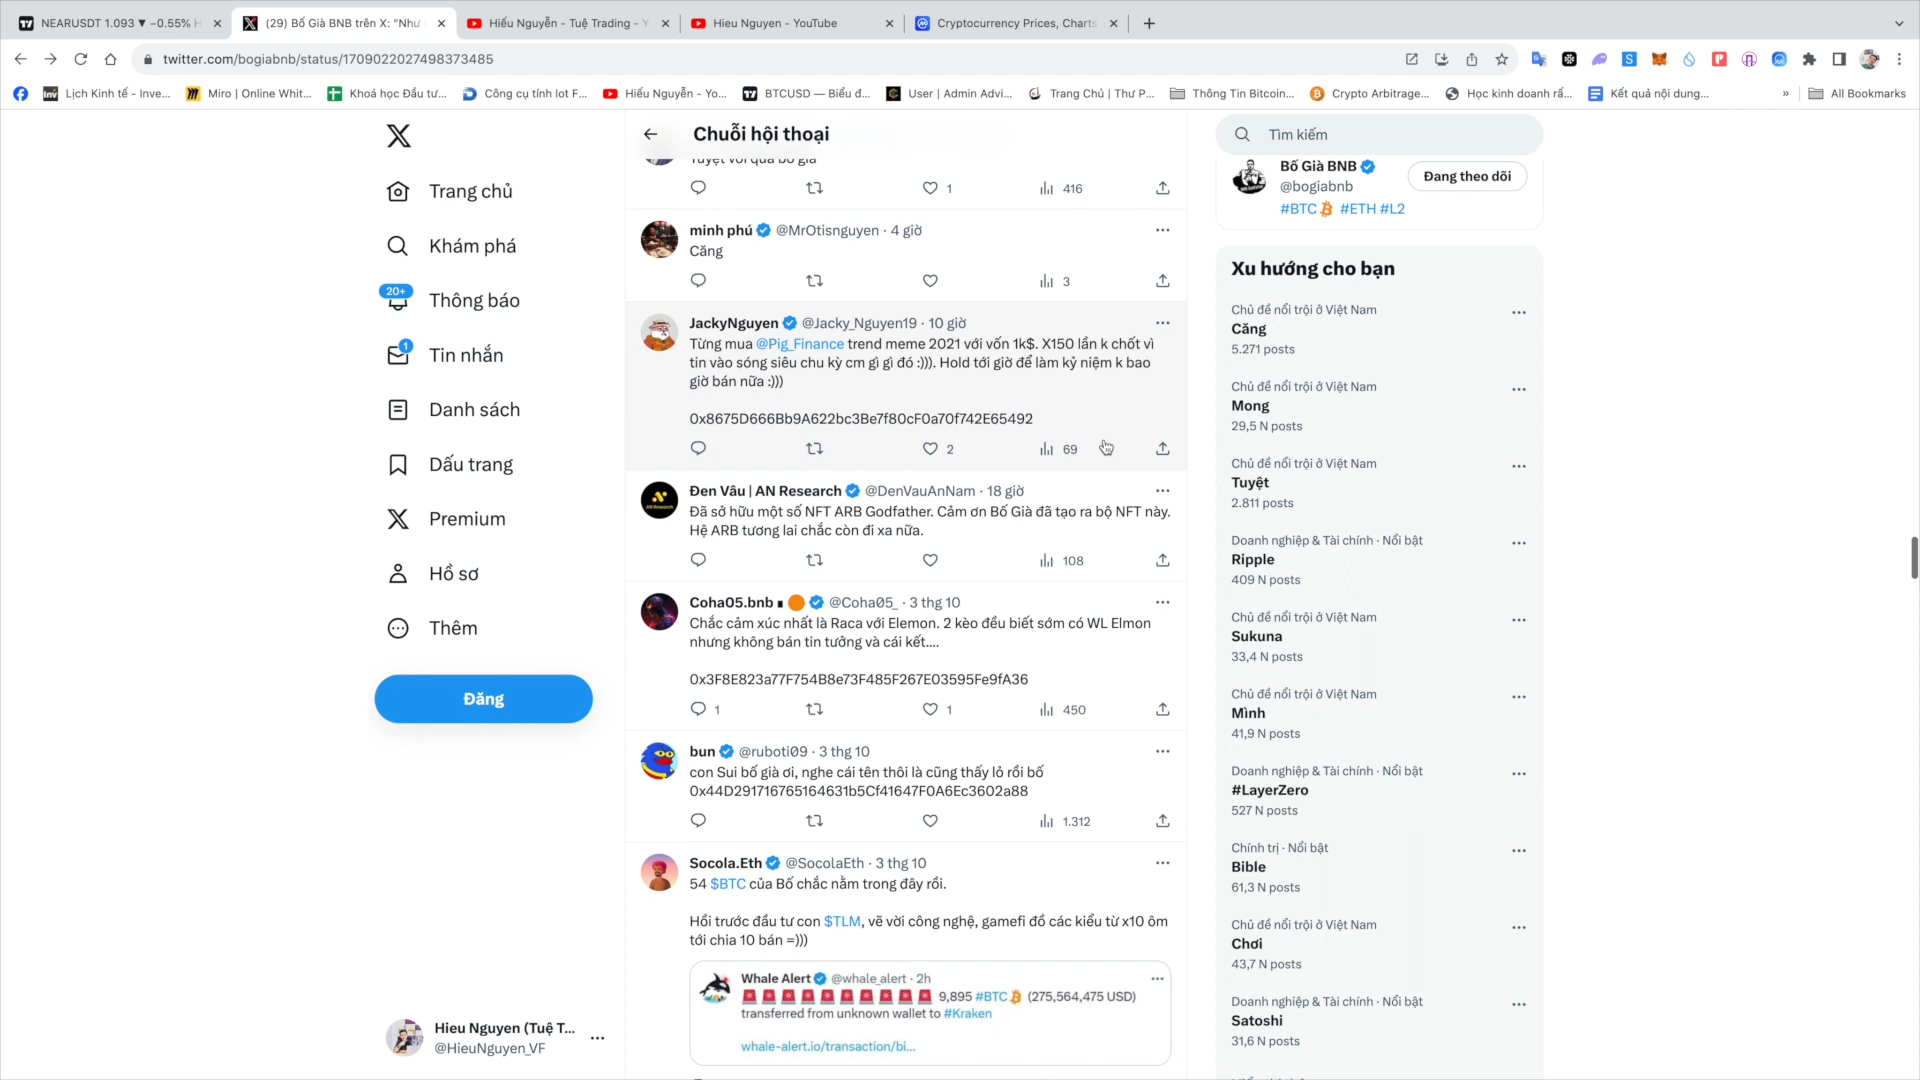 NEARUSDT 1.093 ▼ −0.55%
(29) Bố Già BNB trên X: "Như
Hiếu Nguyễn - Tuệ Trading - Y
Hieu Nguyen - YouTube
Cryptocurrency Prices, Charts
twitter.com/bogiabnb/status/1709022027498373485
Lịch Kinh tế - Inve...
Miro | Online Whit...
Khoá học Đầu tư...
Công cụ tính lot F...
Hiếu Nguyễn - Yo...
BTCUSD — Biểu đ...
User | Admin Advi...
Trang Chủ | Thư P...
Thông Tin Bitcoin...
Crypto Arbitrage...
Học kinh doanh rấ...
Kết quả nội dung...
» All Bookmarks
Trang chủ
Khám phá
20+
Thông báo
1
Tin nhắn
Danh sách
Dấu trang
Premium
Hồ sơ
Thêm
Đăng
Hieu Nguyen (Tuệ T...
@HieuNguyen_VF
Chuỗi hội thoại
Tuyệt vời quá bố già
1 416
minh phú @MrOtisnguyen · 4 giờ
Căng
3
JackyNguyen @Jacky_Nguyen19 · 10 giờ
Từng mua @Pig_Finance trend meme 2021 với vốn 1k$. X150 lần k chốt vì
tin vào sóng siêu chu kỳ cm gì gì đó :))). Hold tới giờ để làm kỷ niệm k bao
giờ bán nữa :)))
0x8675D666Bb9A622bc3Be7f80cF0a70f742E65492
2 69
Đen Vâu | AN Research @DenVauAnNam · 18 giờ
Đã sở hữu một số NFT ARB Godfather. Cảm ơn Bố Già đã tạo ra bộ NFT này.
Hệ ARB tương lai chắc còn đi xa nữa.
108
Coha05.bnb @Coha05_ · 3 thg 10
Chắc cảm xúc nhất là Raca với Elemon. 2 kèo đều biết sớm có WL Elmon
nhưng không bán tin tưởng và cái kết....
0x3F8E823a77F754B8e73F485F267E03595Fe9fA36
1 1 450
bun @ruboti09 · 3 thg 10
con Sui bố già ơi, nghe cái tên thôi là cũng thấy lỏ rồi bố
0x44D291716765164631b5Cf41647F0A6Ec3602a88
1.312
Socola.Eth @SocolaEth · 3 thg 10
54 $BTC của Bố chắc nằm trong đây rồi.
Hồi trước đầu tư con $TLM, vẽ vời công nghệ, gamefi đồ các kiểu từ x10 ôm
tới chia 10 bán =)))
Whale Alert @whale_alert · 2h
9,895 #BTC (275,564,475 USD)
transferred from unknown wallet to #Kraken
whale-alert.io/transaction/bi...
Tìm kiếm
Bố Già BNB
@bogiabnb
#BTC #ETH #L2
Đang theo dõi
Xu hướng cho bạn
Chủ đề nổi trội ở Việt Nam
Căng
5.271 posts
Chủ đề nổi trội ở Việt Nam
Mong
29,5 N posts
Chủ đề nổi trội ở Việt Nam
Tuyệt
2.811 posts
Doanh nghiệp & Tài chính · Nổi bật
Ripple
409 N posts
Chủ đề nổi trội ở Việt Nam
Sukuna
33,4 N posts
Chủ đề nổi trội ở Việt Nam
Mình
41,9 N posts
Doanh nghiệp & Tài chính · Nổi bật
#LayerZero
527 N posts
Chính trị · Nổi bật
Bible
61,3 N posts
Chủ đề nổi trội ở Việt Nam
Chơi
43,7 N posts
Doanh nghiệp & Tài chính · Nổi bật
Satoshi
31,6 N posts